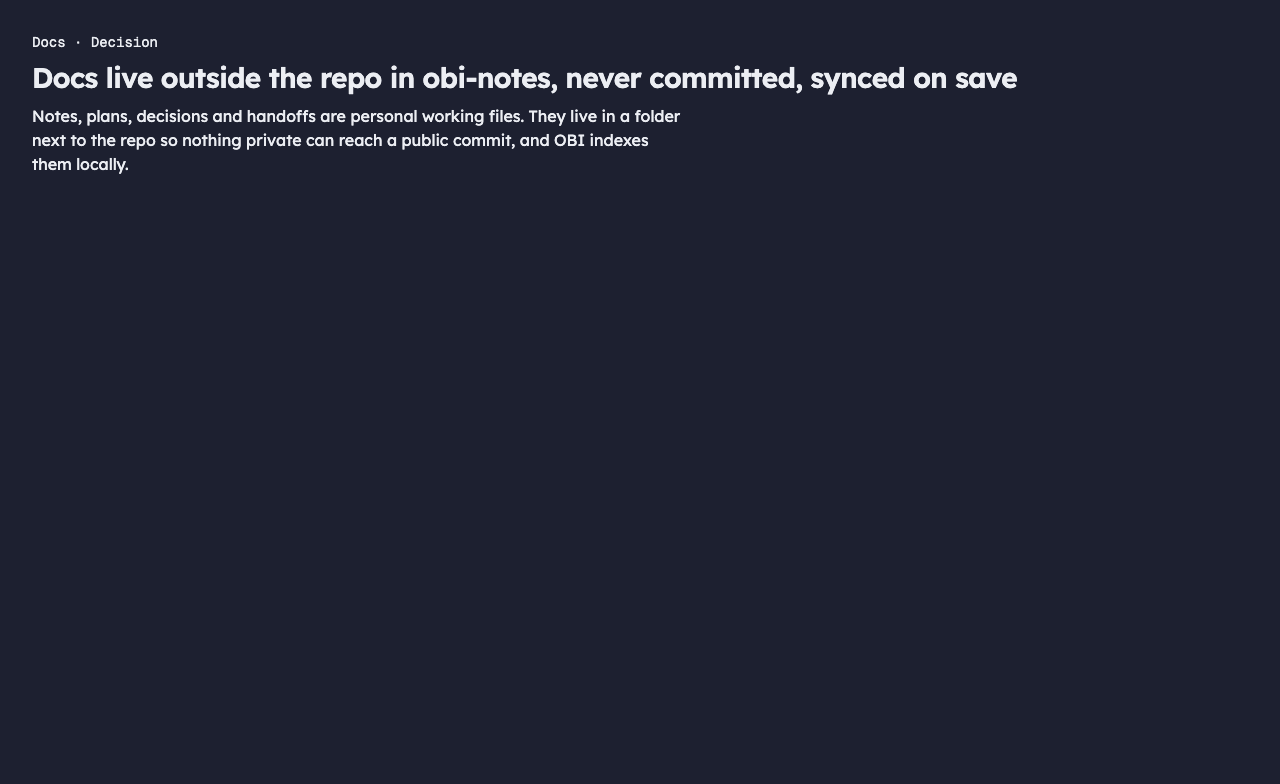 Docs · Decision
Docs live outside the repo in obi-notes, never committed, synced on save
Notes, plans, decisions and handoffs are personal working files. They live in a folder
next to the repo so nothing private can reach a public commit, and OBI indexes
them locally.